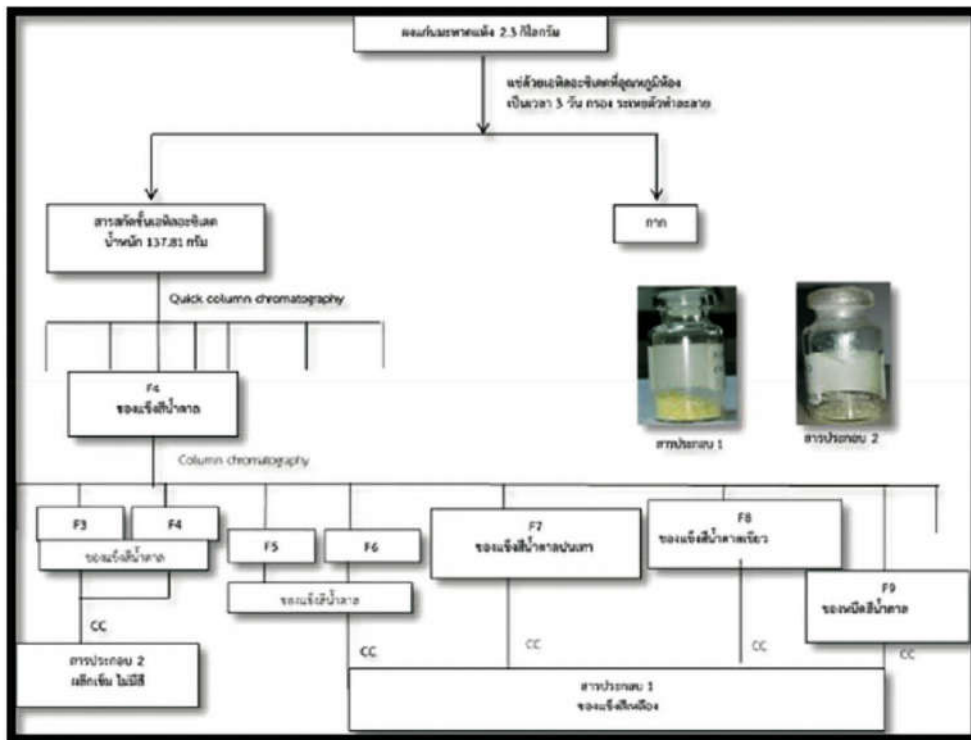 ผงแก่นมะหาดแห้ง 2.3 กิโลกรัม
แช่ด้วยเอทิลอะซิเตตที่อุณหภูมิห้อง
เป็นเวลา 3 วัน กรอง ระเหยตัวทำละลาย
สารสกัดชั้นเอทิลอะซิเตต
น้ำหนัก 137.81 กรัม
กาก
Quick column chromatography
F4
ของแข็งสีน้ำตาล
สารประกอบ 1
สารประกอบ 2
Column chromatography
F3
F4
ของแข็งสีน้ำตาล
F5
F6
ของแข็งสีน้ำตาล
F7
ของแข็งสีน้ำตาลปนเทา
F8
ของแข็งสีน้ำตาลเขียว
F9
ของหนืดสีน้ำตาล
CC
CC
CC
CC
CC
สารประกอบ 2
ผลึกเข็ม ไม่มีสี
สารประกอบ 1
ของแข็งสีเหลือง